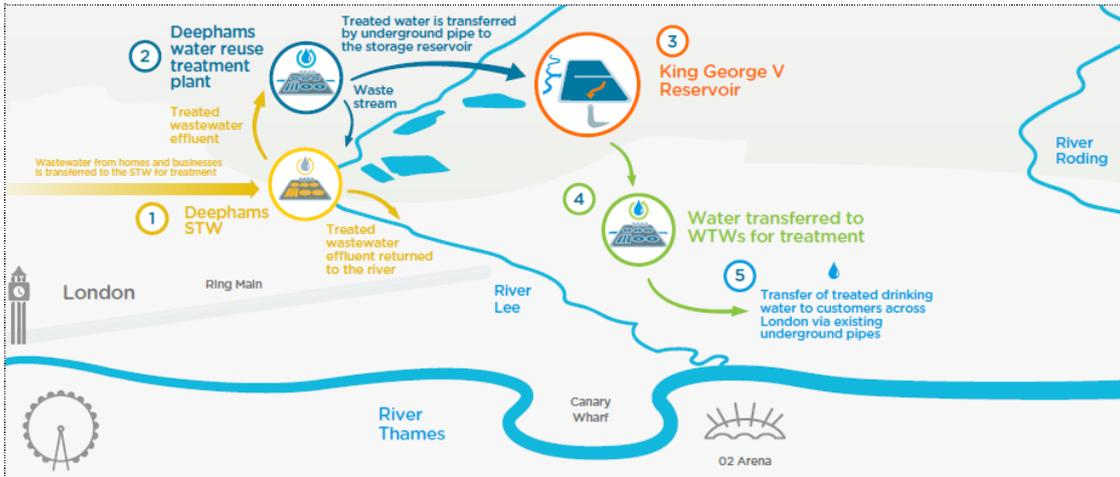 2
Deephams
water reuse
treatment
plant
Treated water is transferred
by underground pipe to
the storage reservoir
3
King George V
Reservoir
Waste
stream
Treated
wastewater
effluent
River
Roding
Wastewater from homes and businesses
is transferred to the STW for treatment
1
Deephams
STW
4
Water transferred to
WTWs for treatment
Treated
wastewater
effluent returned
to the river
5
Transfer of treated drinking
water to customers across
London via existing
underground pipes
London
Ring Main
River
Lee
River
Thames
Canary
Wharf
02 Arena